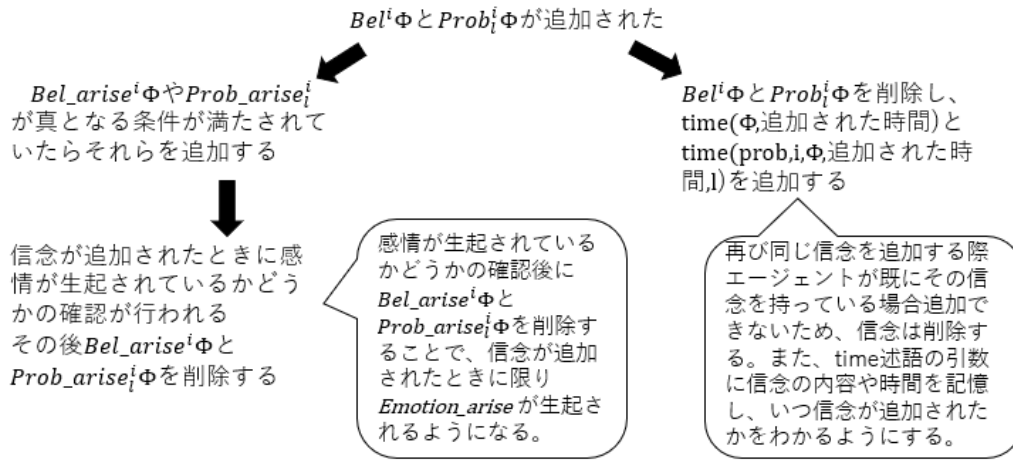 Bel^iΦとProb_l^iΦが追加された
Bel_arise^iΦやProb_arise_l^i
が真となる条件が満たされて
いたらそれらを追加する
信念が追加されたときに感
情が生起されているかどう
かの確認が行われる
その後Bel_arise^iΦと
Prob_arise_l^iΦを削除する
感情が生起されている
かどうかの確認後に
Bel_arise^iΦと
Prob_arise_l^iΦを削除す
ることで、信念が追加
されたときに限り
Emotion_ariseが生起さ
れるようになる。
Bel^iΦとProb_l^iΦを削除し、
time(Φ,追加された時間)と
time(prob,i,Φ,追加された時
間,l)を追加する
再び同じ信念を追加する際
エージェントが既にその信
念を持っている場合追加で
きないため、信念は削除す
る。また、time述語の引数
に信念の内容や時間を記憶
し、いつ信念が追加された
かをわかるようにする。